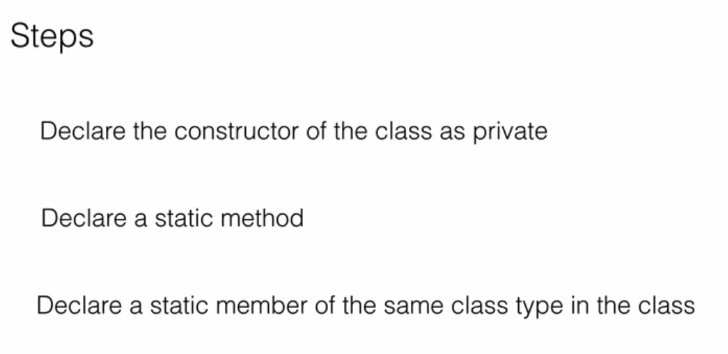 Steps
Declare the constructor of the class as private
Declare a static method
Declare a static member of the same class type in the class